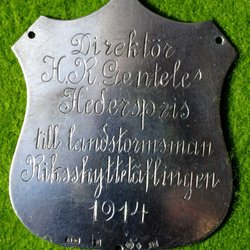 Direktör
H. R. Genteles
Hederspris
till landstormsman
Riksskyttetäflingen
1914